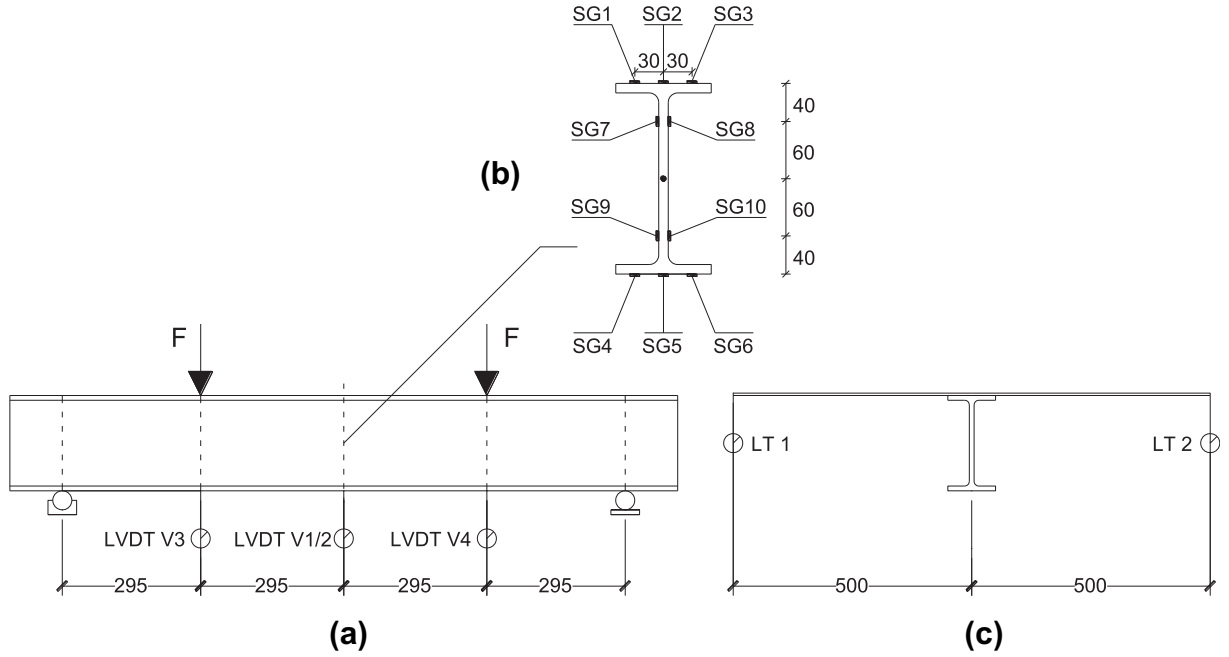 SG1 SG2 SG3
30 30
40
SG7 SG8
60
(b)
60
SG9 SG10
40
SG4 SG5 SG6
F F
LT 1 LT 2
LVDT V3 LVDT V1/2 LVDT V4
295 295 295 295
500 500
(a) (c)